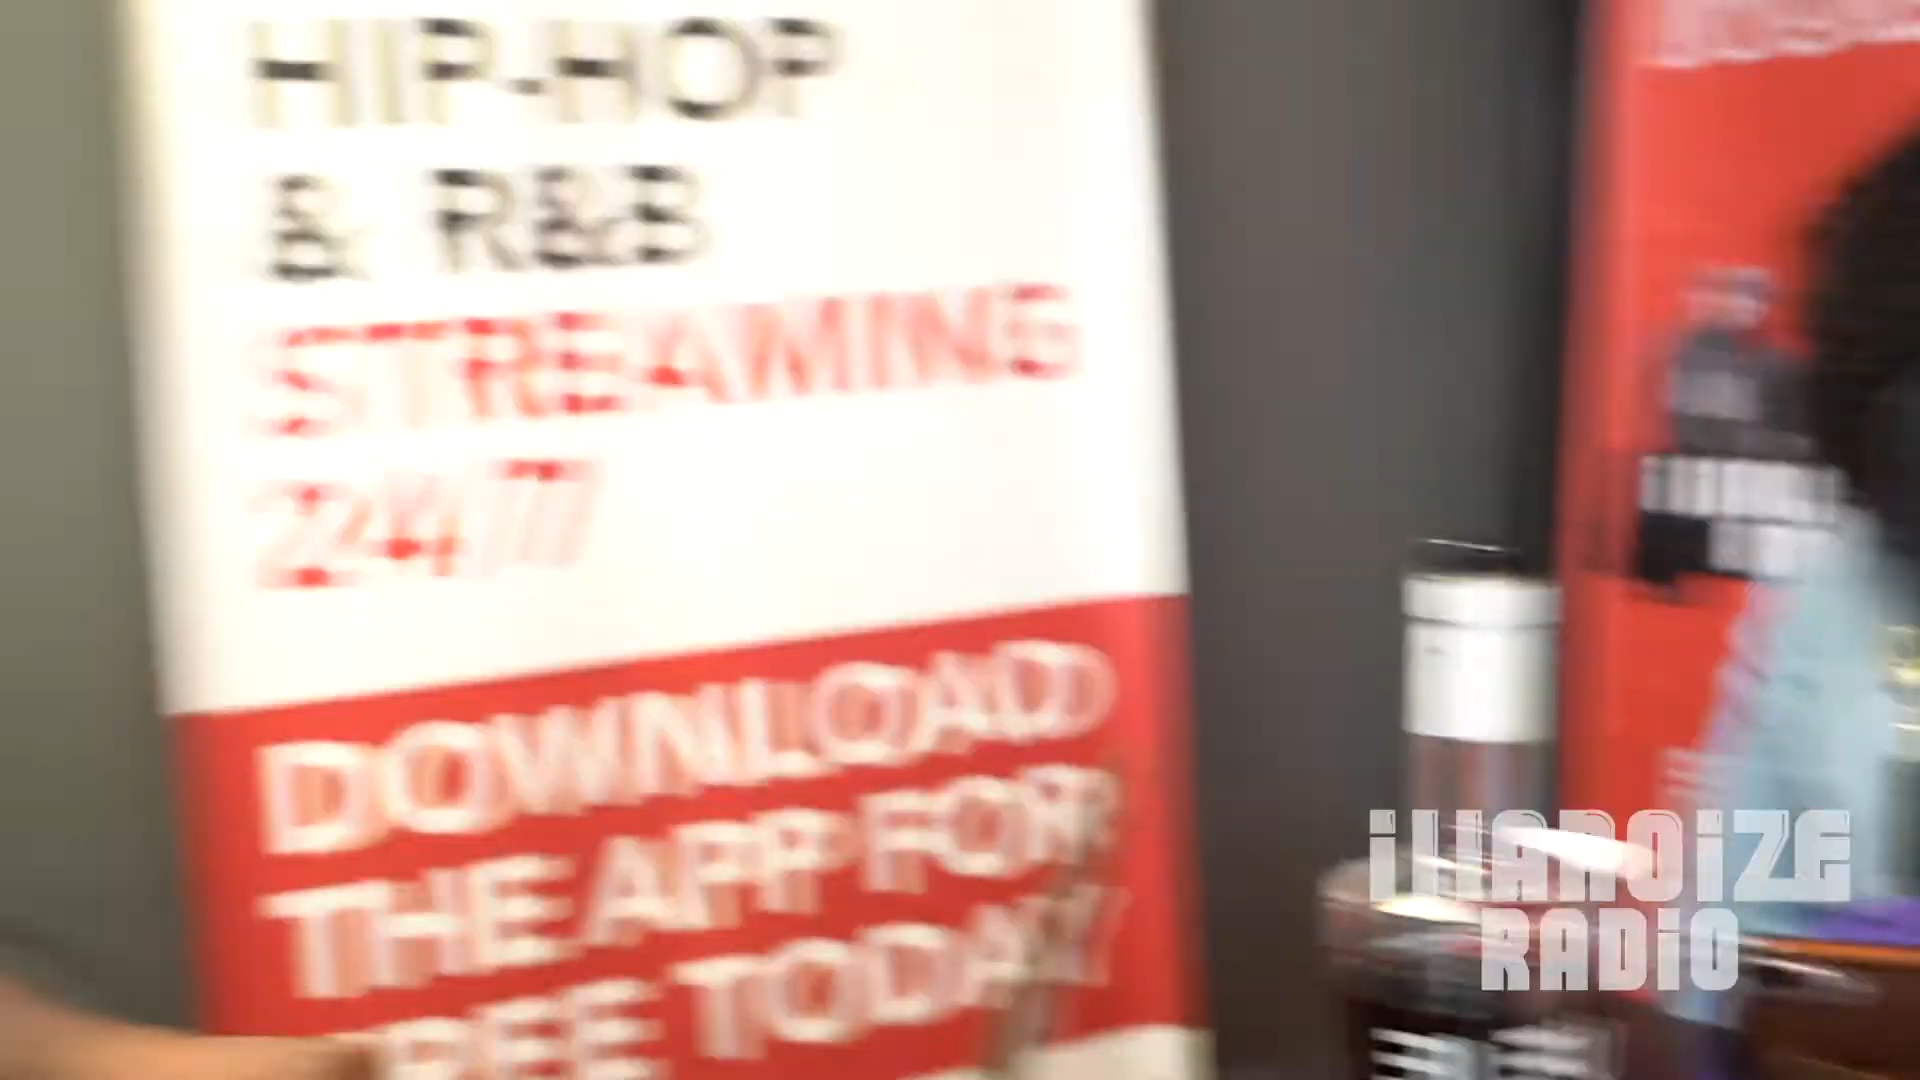 HIP-HOP
& R&B
STREAMING
24/7
DOWNLOAD
THE APP FOR
FREE TODAY
iLLANOiZE
RADiO